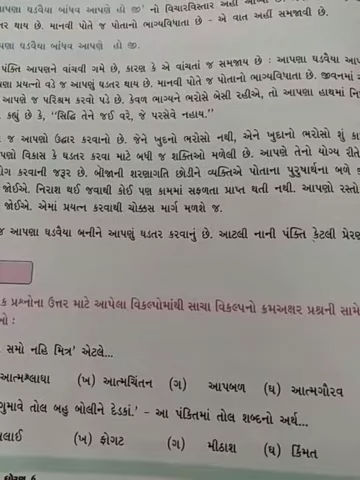 આપણા ઘડવૈયા બાંધવ આપણે હો જી' નો વિચારવિસ્તાર અહીં
તર થાય છે. માનવી પોતે જ પોતાનો ભાગ્યવિધાતા છે - એ વાત અહીં સમજાવી છે.
પણા ઘડવૈયા બાંધવ આપણે હો જી.
પંક્તિ આપણને વાંચવી ગમે છે, કારણ કે એ વાંચતાં જ સમજાય છે : આપણા ઘડવૈયા આપ
ણા પ્રયત્નો વડે જ આપણું ઘડતર થાય છે. માનવી પોતે જ પોતાનો ભાગ્યવિધાતા છે. જીવનમાં
આપણે જ પરિશ્રમ કરવો પડે છે. કેવળ ભાગ્યને ભરોસે બેસી રહીએ, તો આપણા હાથમાં નિ
. કહ્યું છે કે, "સિદ્ધિ તેને જઈ વરે, જે પરસેવે નહાય."
જ આપણો ઉદ્ધાર કરવાનો છે. જેને ખુદનો ભરોસો નથી, એને ખુદાનો ભરોસો શું કા
પણો વિકાસ કે ઘડતર કરવા માટે બધી જ શક્તિઓ મળેલી છે. આપણે તેનો યોગ્ય રીતે
ોગ કરવાની જરૂર છે. બીજાની શરણાગતિ છોડીને વ્યક્તિએ પોતાના પુરુષાર્થના બળે
જોઈએ. નિરાશ થઈ જવાથી કોઈ પણ કામમાં સફળતા પ્રાપ્ત થતી નથી. આપણો રસ્તો
જોઈએ. એમાં પ્રયત્ન કરવાથી ચોક્કસ માર્ગ મળશે જ.
જ આપણા ઘડવૈયા બનીને આપણું ઘડતર કરવાનું છે. આટલી નાની પંક્તિ કેટલી પ્રેર
ક પ્રશ્નોના ઉત્તર માટે આપેલા વિકલ્પોમાંથી સાચા વિકલ્પનો ક્રમઅક્ષર પ્રશ્નની સામે
ઓ :
સમો નહિ મિત્ર' એટલે...
આત્મશ્લાઘા (ખ) આત્મચિંતન (ગ) આપબળ (ઘ) આત્મગૌરવ
ગુમાવે તોલ બહુ બોલીને દેડકાં.' - આ પંક્તિમાં તોલ શબ્દનો અર્થ...
લાઈ (ખ) ફોગટ (ગ) મીઠાશ (ઘ) કિંમત
ધોરણ 6